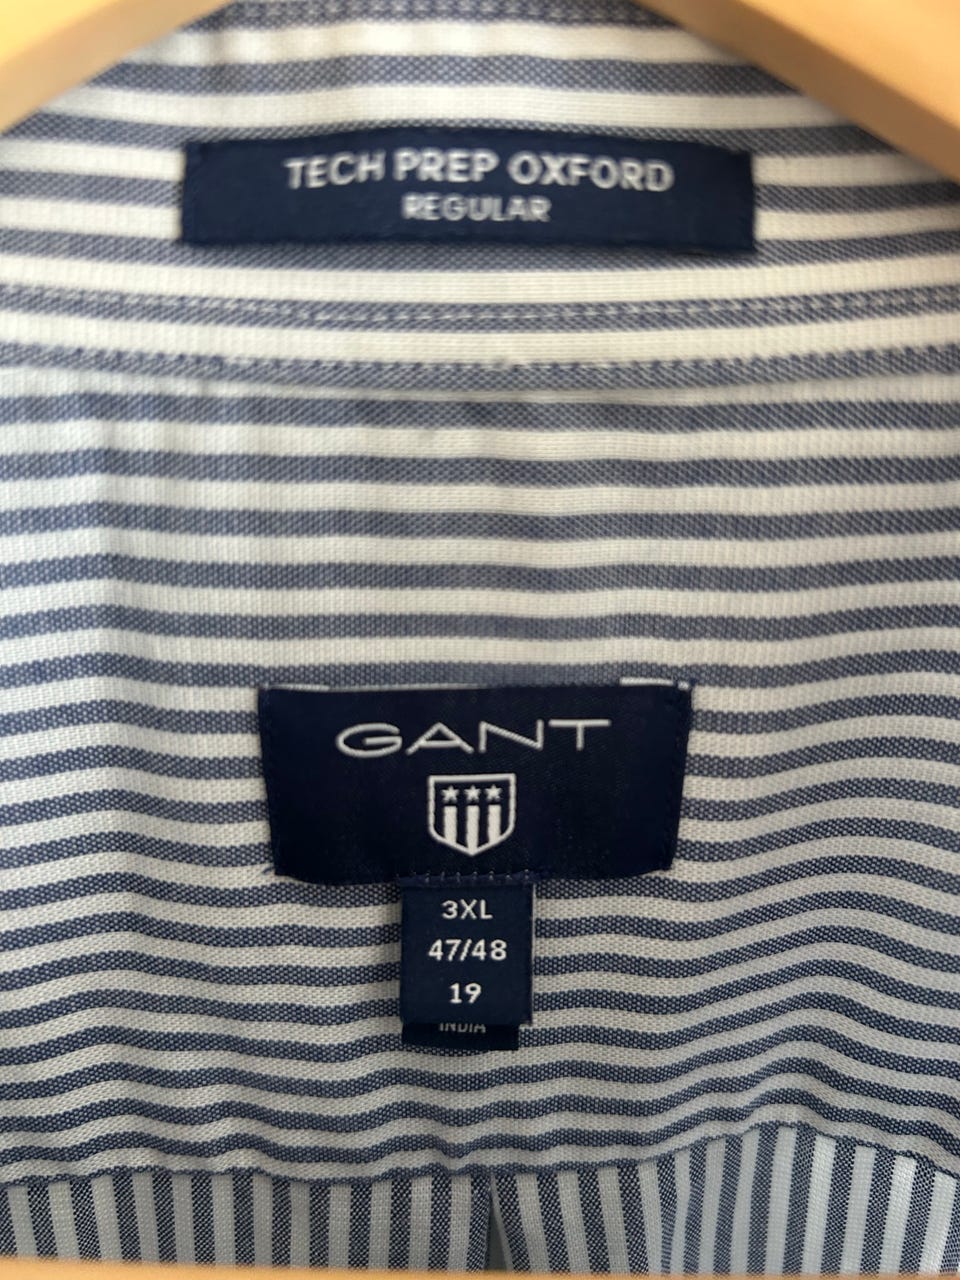 TECH PREP OXFORD
REGULAR
GANT
3XL
47/48
19
INDIA